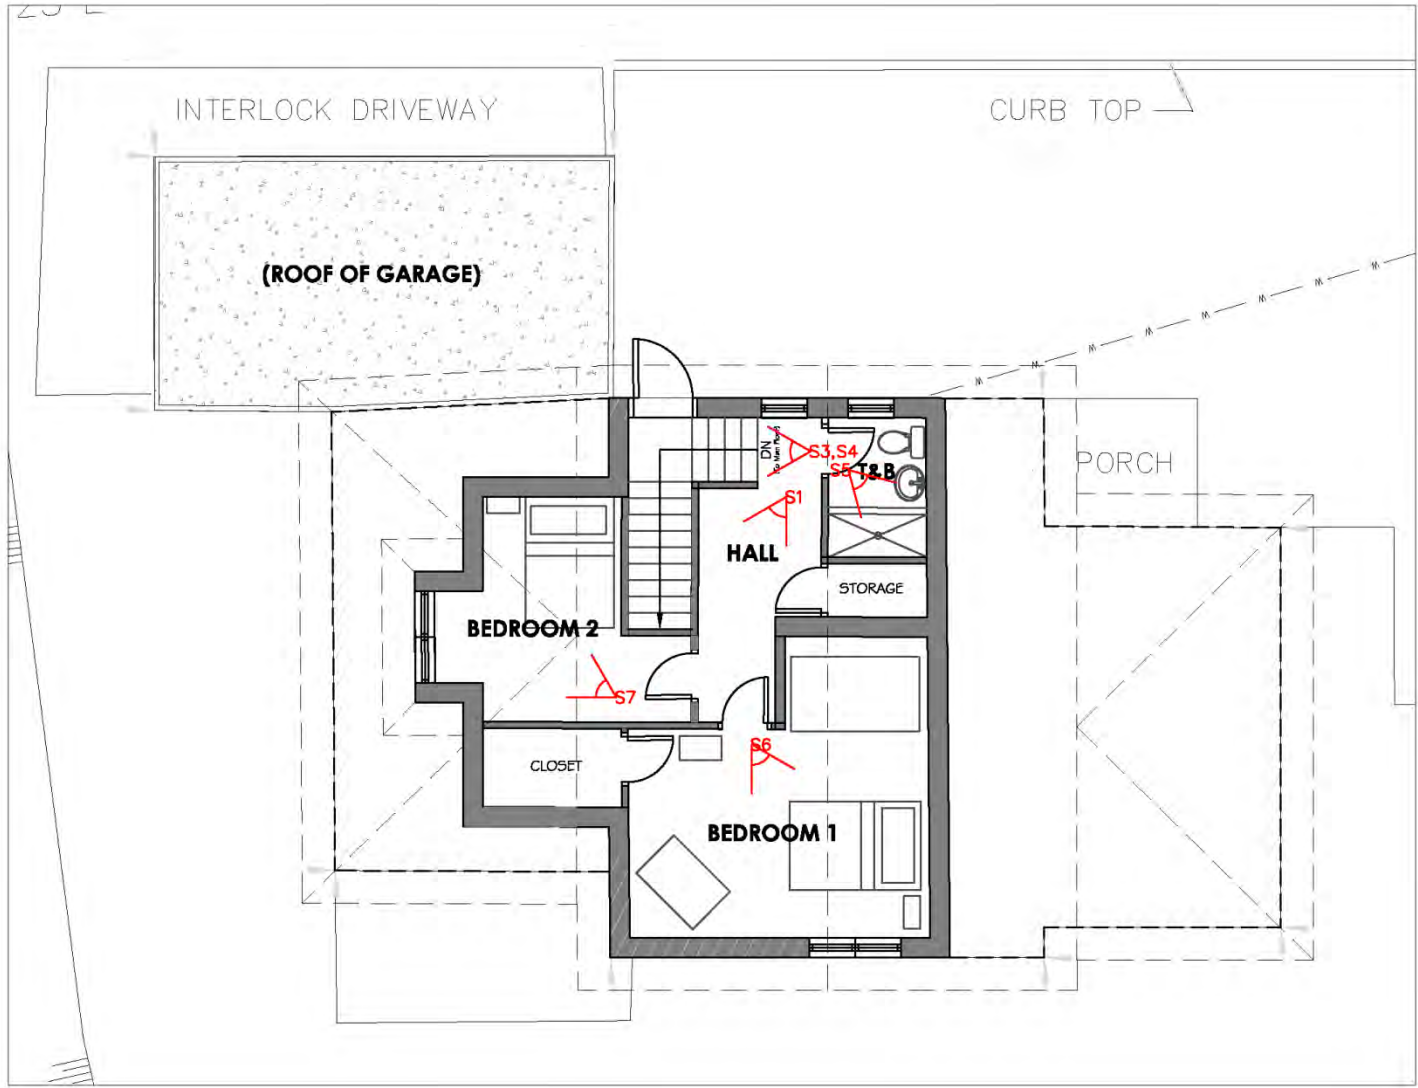 INTERLOCK DRIVEWAY
CURB TOP
(ROOF OF GARAGE)
W W W W W W W
PORCH
DN
S3,S4
S5
T&B
S1
HALL
STORAGE
BEDROOM 2
S7
S6
CLOSET
BEDROOM 1